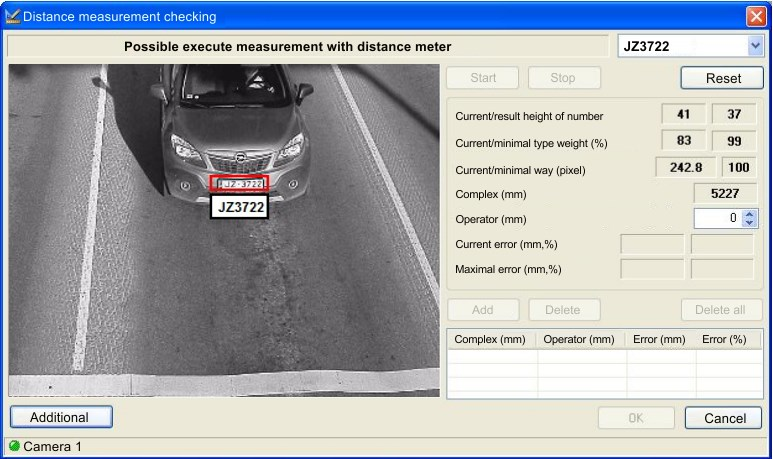 Distance measurement checking
Possible execute measurement with distance meter
JZ3722
Start
Stop
Reset
JZ-3722
JZ3722
Current/result height of number 41 37
Current/minimal type weight (%) 83 99
Current/minimal way (pixel) 242.8 100
Complex (mm) 5227
Operator (mm) 0
Current error (mm,%)
Maximal error (mm,%)
Add
Delete
Delete all
Complex (mm) Operator (mm) Error (mm) Error (%)
Additional
OK
Cancel
Camera 1